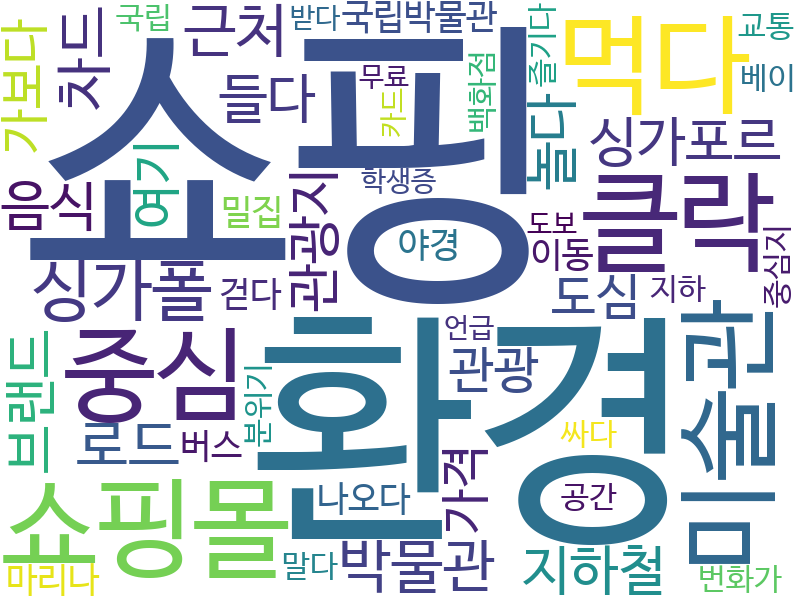 국립
근처
받다
국립박물관
교통
차드
쇼핑
먹다
가보다
들다
무료
백화점
즐기다
베이
카드
돌다
싱가포르
여기
음식
밀집
학생증
관광지
클락
도보
야경
이동
중심지
싱가폴
걷다
도심
지하
중심
환경
언급
미술관
브랜드
관광
분위기
로드
버스
싸다
쇼핑몰
가격
나오다
공간
박물관
지하철
말다
마리나
번화가